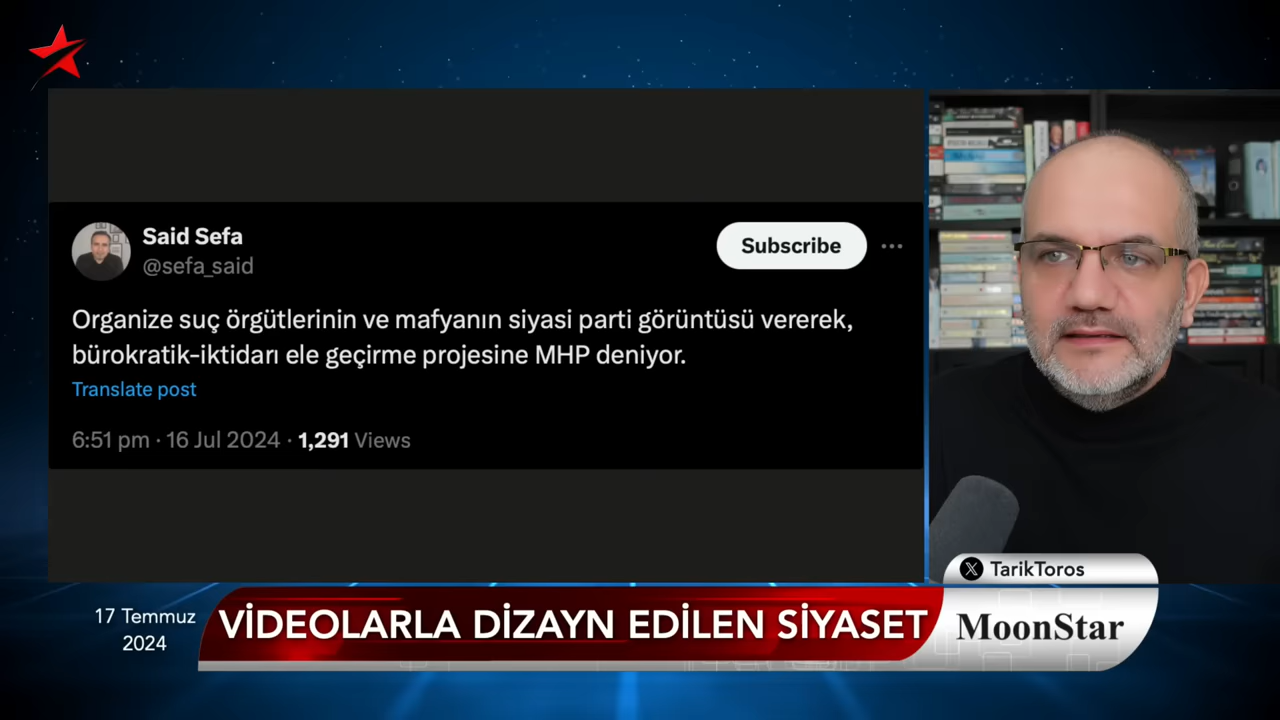 Said Sefa
@sefa_said
Subscribe
Organize suç örgütlerinin ve mafyanın siyasi parti görüntüsü vererek,
bürokratik-iktidarı ele geçirme projesine MHP deniyor.
Translate post
6:51 pm · 16 Jul 2024 · 1,291 Views
X TarikToros
17 Temmuz
2024
VİDEOLARLA DİZAYN EDİLEN SİYASET
MoonStar